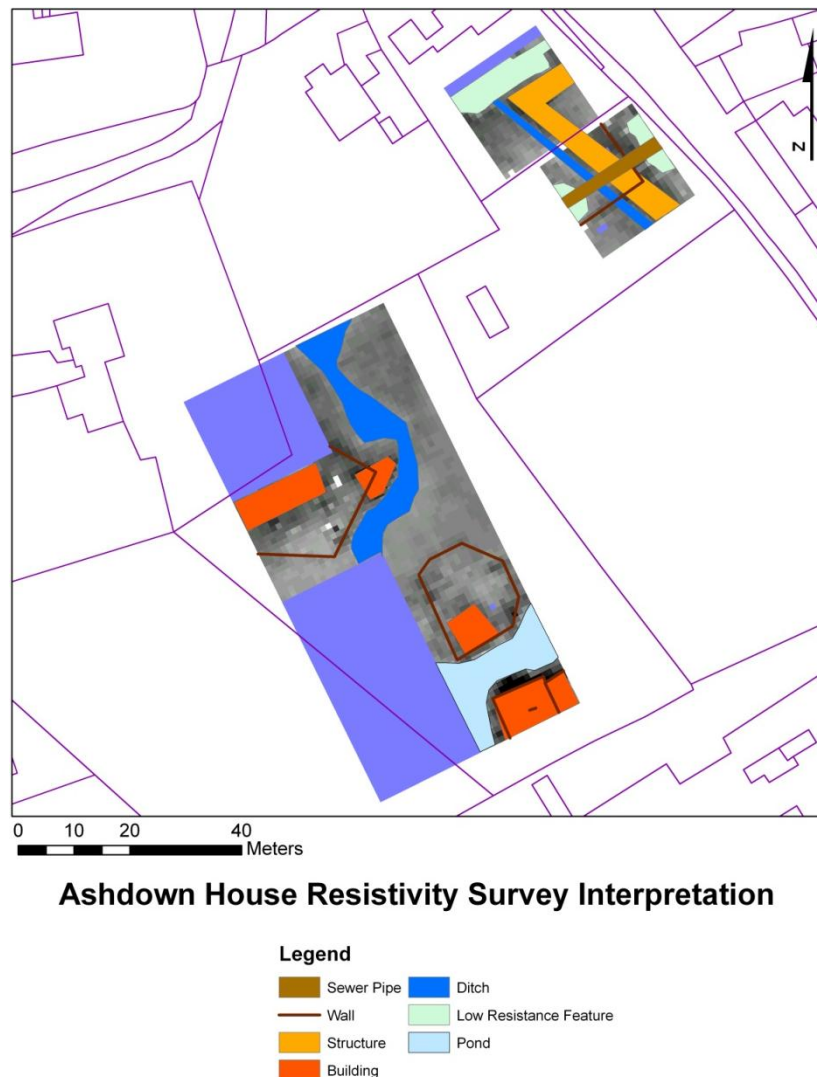 N
0 10 20 40
Meters
Ashdown House Resistivity Survey Interpretation
Legend
Sewer Pipe
Wall
Structure
Building
Ditch
Low Resistance Feature
Pond